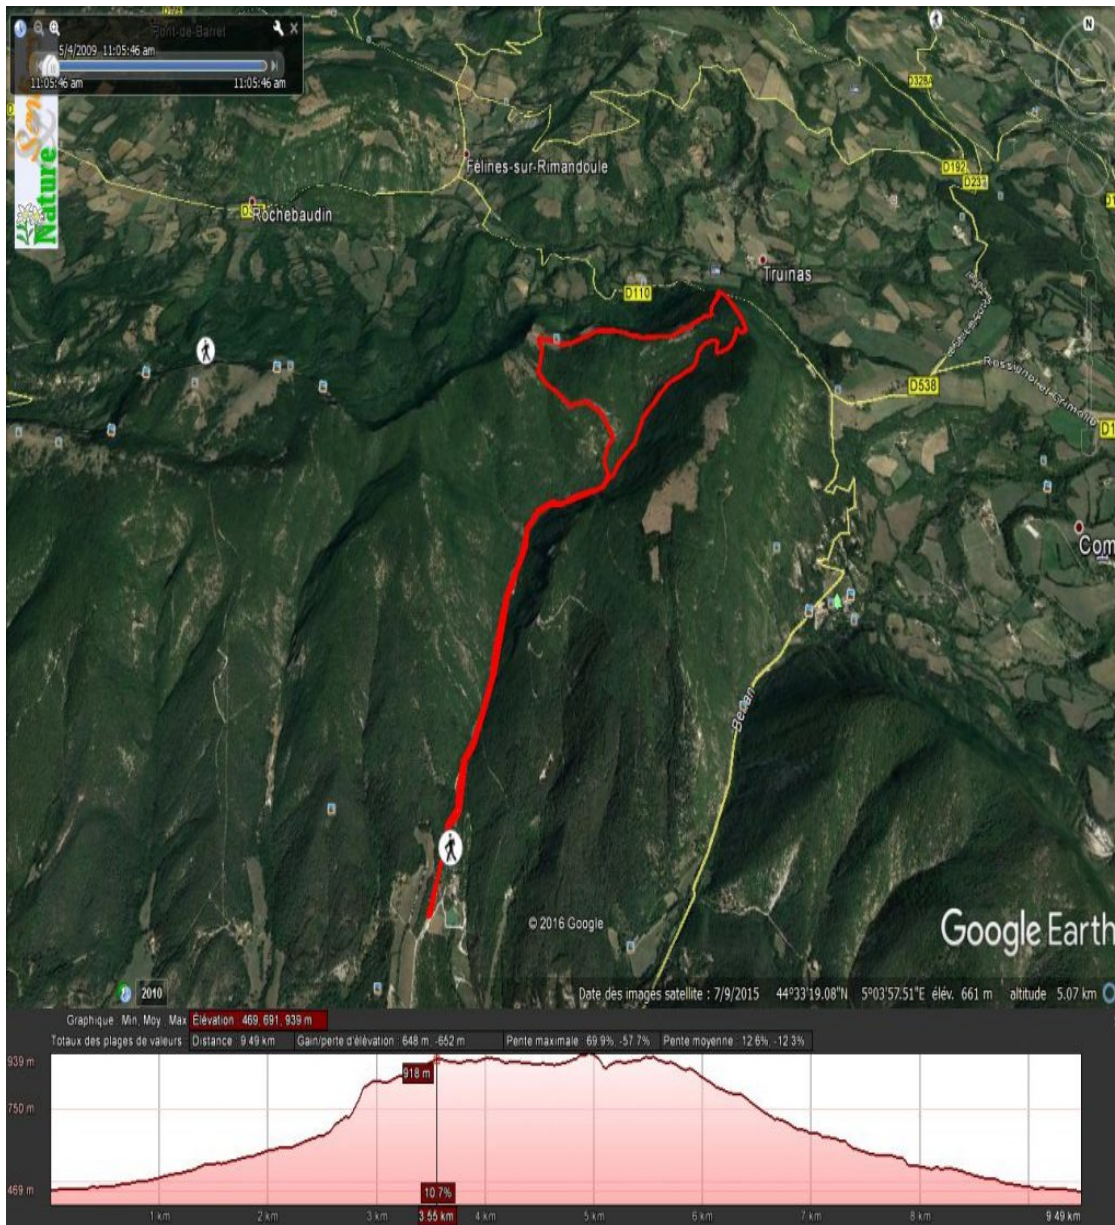 Pont-de-Barret
5/4/2009 11:05:46 am
11:05:46 am 11:05:46 am
Nature
N
D328A
D192
D237
Félines-sur-Rimandoule
Rochebaudin
Truinas
D110
D538
Com
Bedan
© 2016 Google
Google Earth
2010
Date des images satellite : 7/9/2015 44°33'19.08"N 5°03'57.51"E élév. 661 m altitude 5.07 km
Graphique : Min, Moy , Max Élévation : 469, 691, 939 m
Totaux des plages de valeurs : Distance : 9.49 km Gain/perte d'élévation : 648 m, -652 m Pente maximale : 69.9%, -57.7% Pente moyenne : 12.6%, -12.3%
939 m
918 m
750 m
469 m
10.7%
1 km 2 km 3 km 3.55 km 4 km 5 km 6 km 7 km 8 km 9.49 km